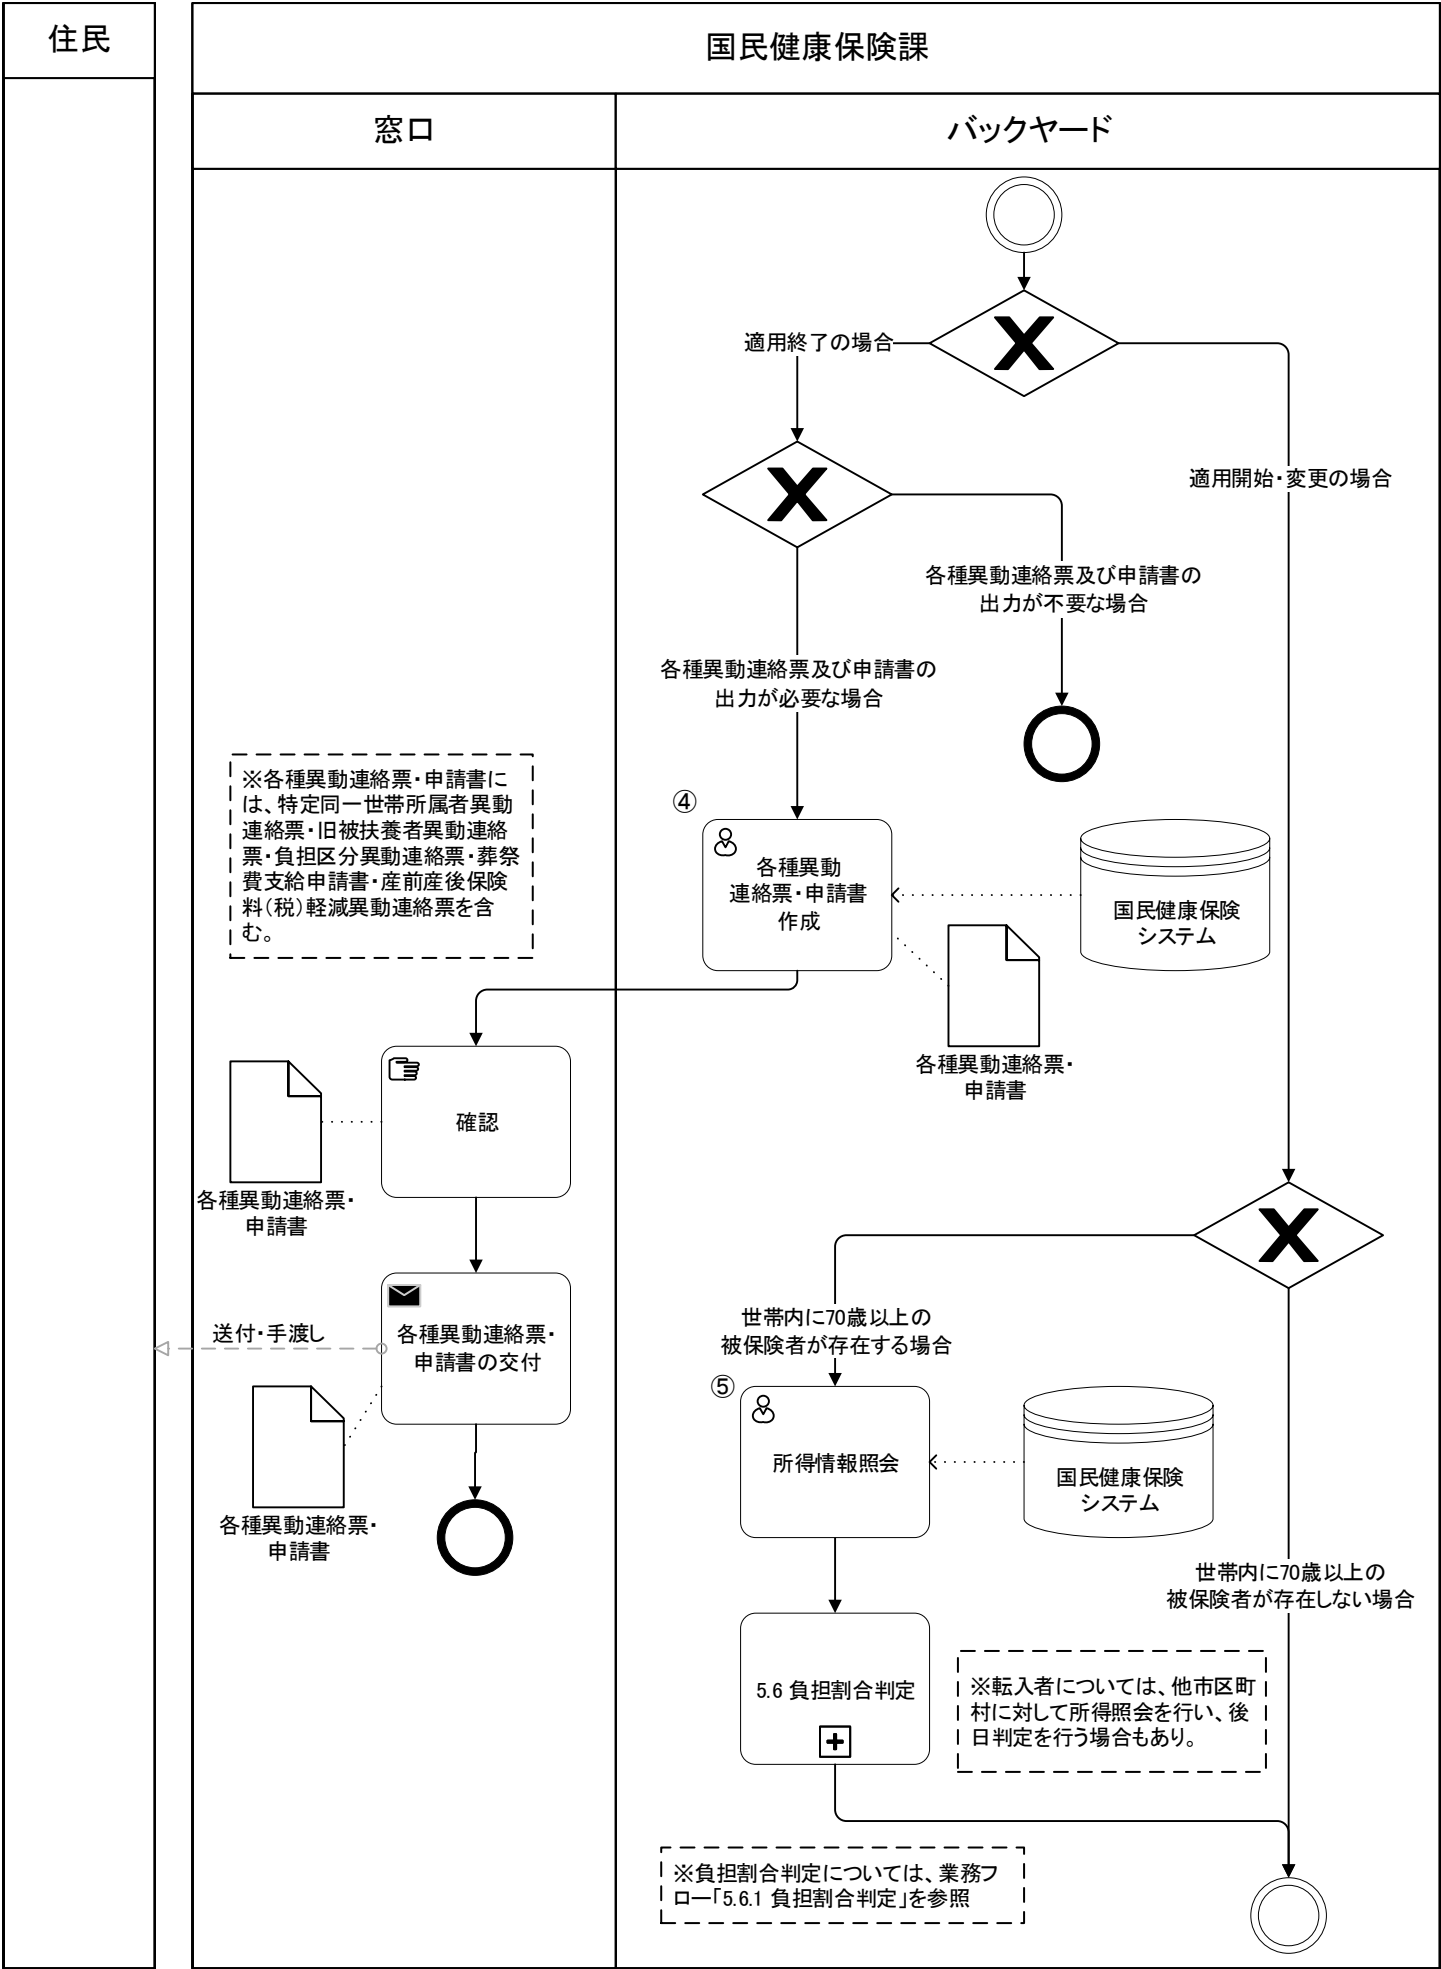 住民
国民健康保険課
窓口
バックヤード
適用終了の場合
適用開始・変更の場合
各種異動連絡票及び申請書の
出力が不要な場合
各種異動連絡票及び申請書の
出力が必要な場合
※各種異動連絡票・申請書に
は、特定同一世帯所属者異動
連絡票・旧被扶養者異動連絡
票・負担区分異動連絡票・葬祭
費支給申請書・産前産後保険
料(税)軽減異動連絡票を含
む。
④
各種異動
連絡票・申請書
作成
国民健康保険
システム
各種異動連絡票・
申請書
確認
各種異動連絡票・
申請書
送付・手渡し
各種異動連絡票・
申請書の交付
各種異動連絡票・
申請書
世帯内に70歳以上の
被保険者が存在する場合
⑤
所得情報照会
国民健康保険
システム
世帯内に70歳以上の
被保険者が存在しない場合
5.6 負担割合判定
※転入者については、他市区町
村に対して所得照会を行い、後
日判定を行う場合もあり。
※負担割合判定については、業務フ
ロー「5.6.1 負担割合判定」を参照